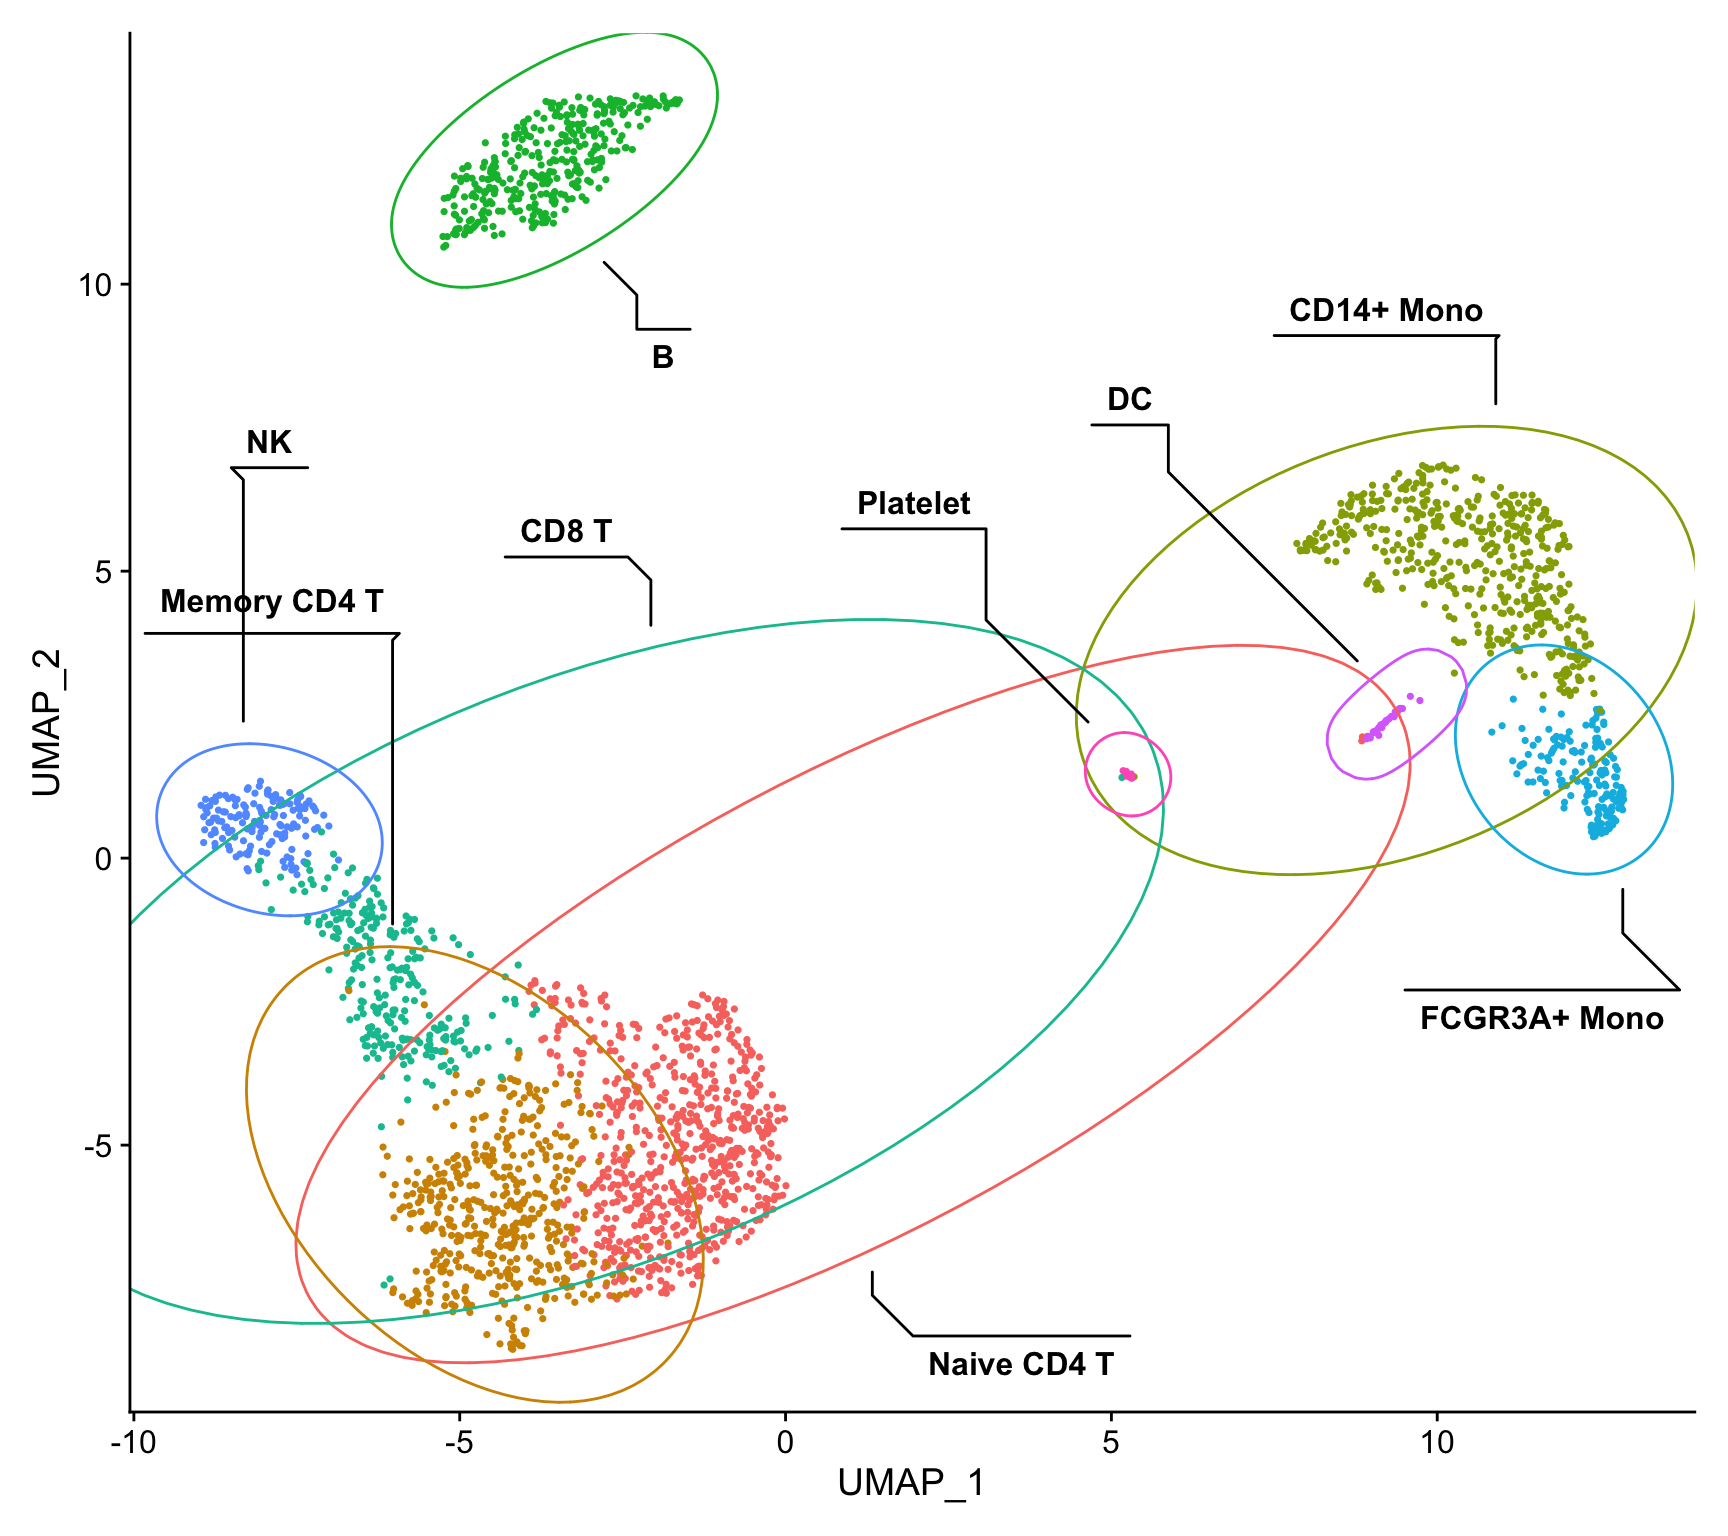 10
B
CD14+ Mono
DC
NK
Platelet
CD8 T
5
Memory CD4 T
UMAP_2
0
FCGR3A+ Mono
-5
Naive CD4 T
-10
-5
0
5
10
UMAP_1